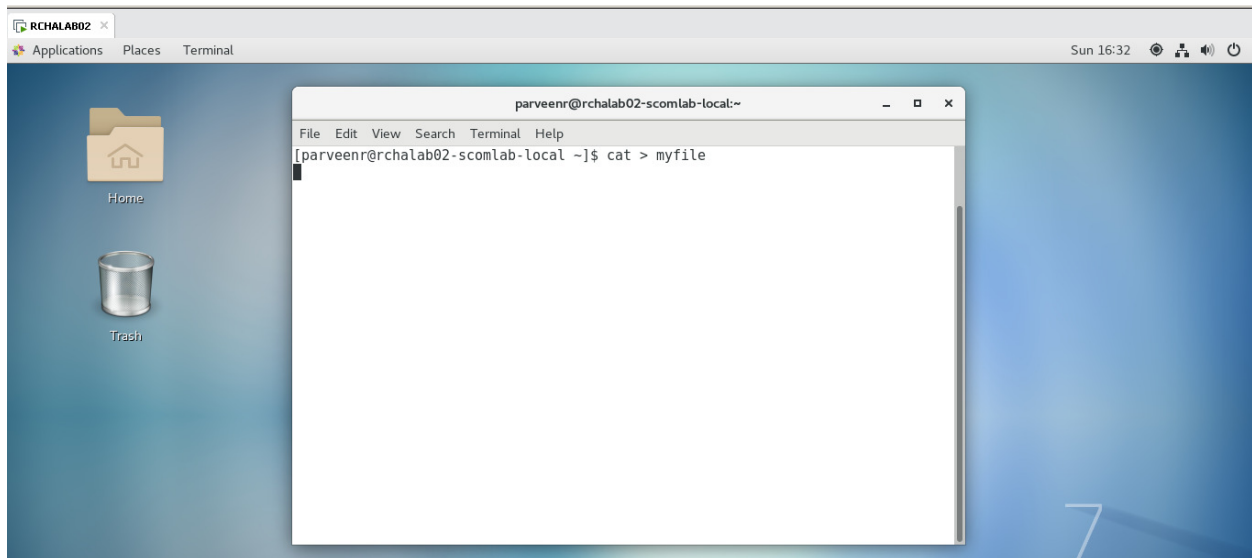 RCHALAB02
Applications Places Terminal Sun 16:32
parveenr@rchalab02-scomlab-local:~
File Edit View Search Terminal Help
[parveenr@rchalab02-scomlab-local ~]$ cat > myfile
Home
Trash
7